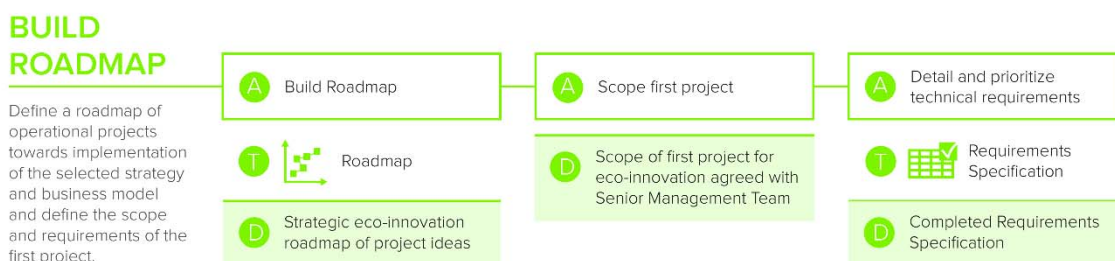 BUILD
ROADMAP
Define a roadmap of
operational projects
towards implementation
of the selected strategy
and business model
and define the scope
and requirements of the
first project.
A
Build Roadmap
T
Roadmap
D
Strategic eco-innovation
roadmap of project ideas
A
Scope first project
D
Scope of first project for
eco-innovation agreed with
Senior Management Team
A
Detail and prioritize
technical requirements
T
Requirements
Specification
D
Completed Requirements
Specification